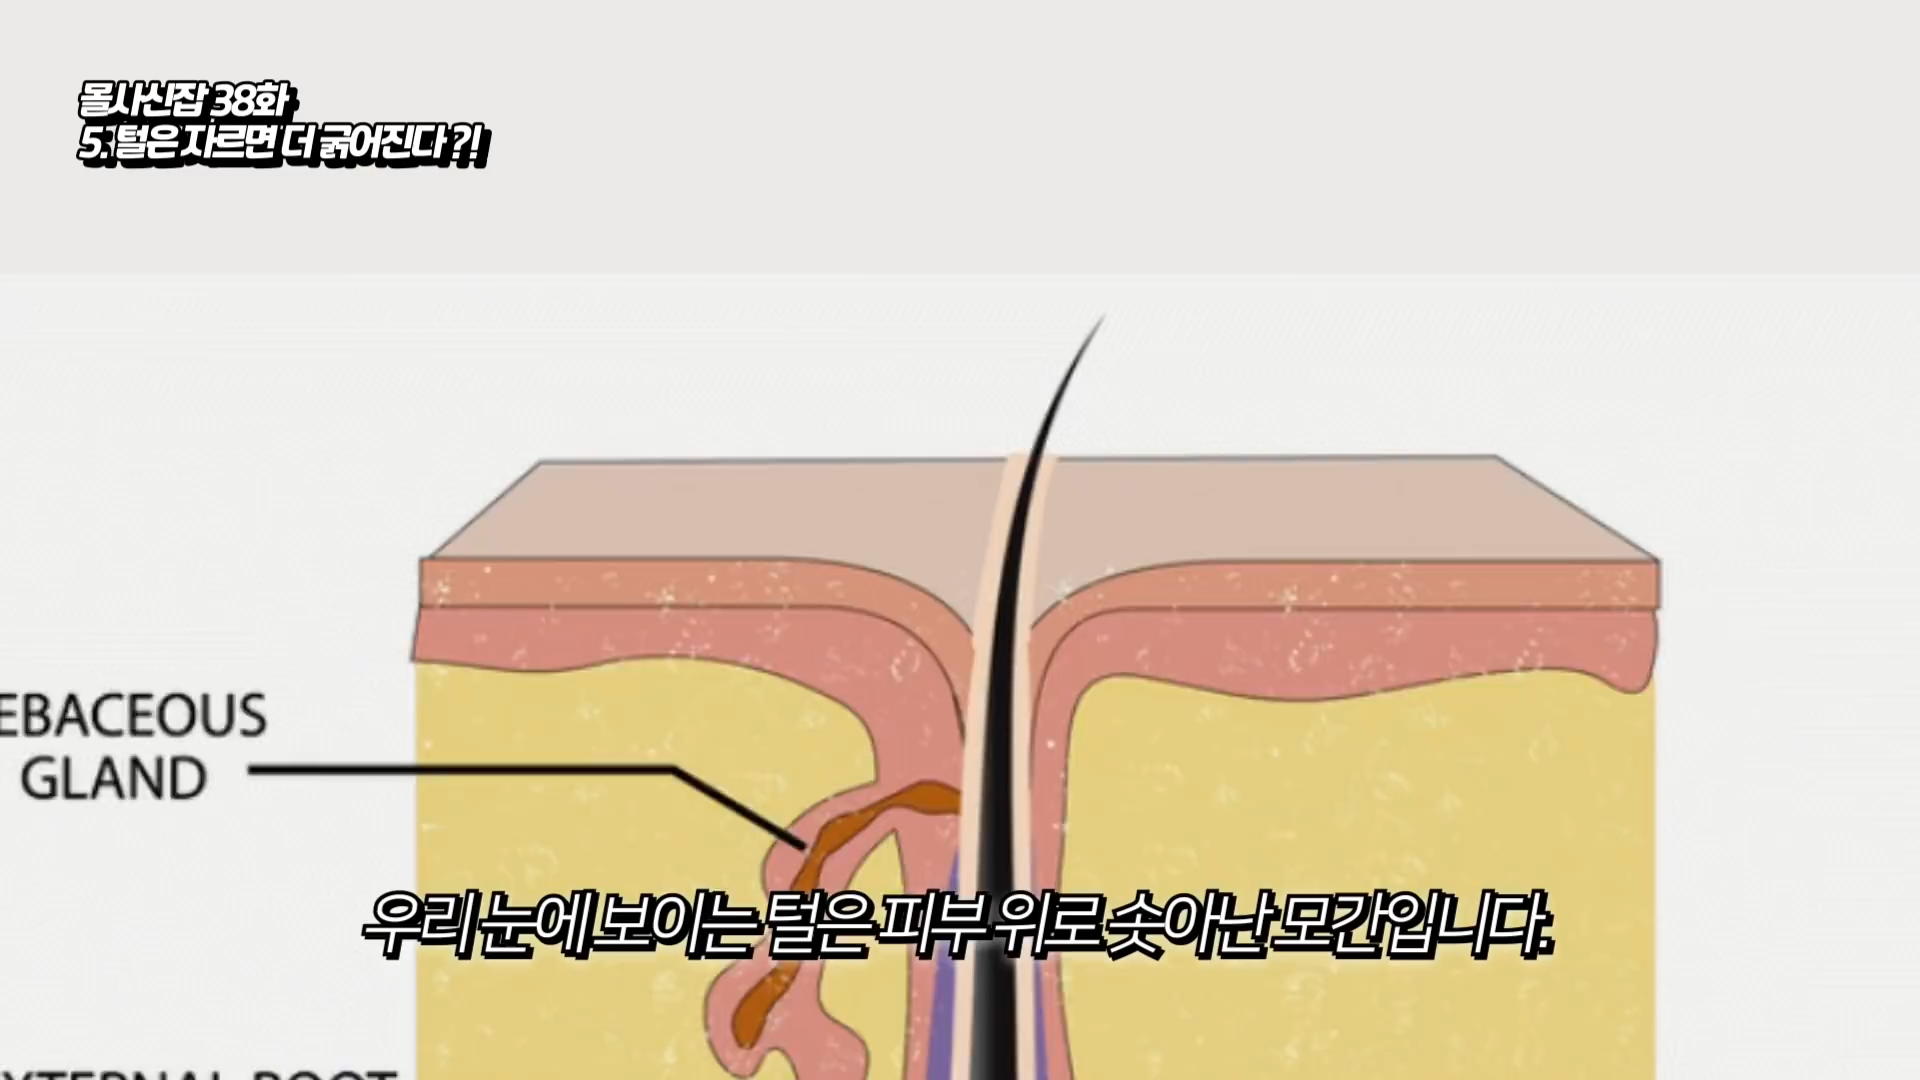 몰사신잡 38화
5. 털은 자르면 더 굵어진다?!
EBACEOUS
GLAND
우리 눈에 보이는 털은 피부 위로 솟아난 모간입니다.
XTERNAL ROOT